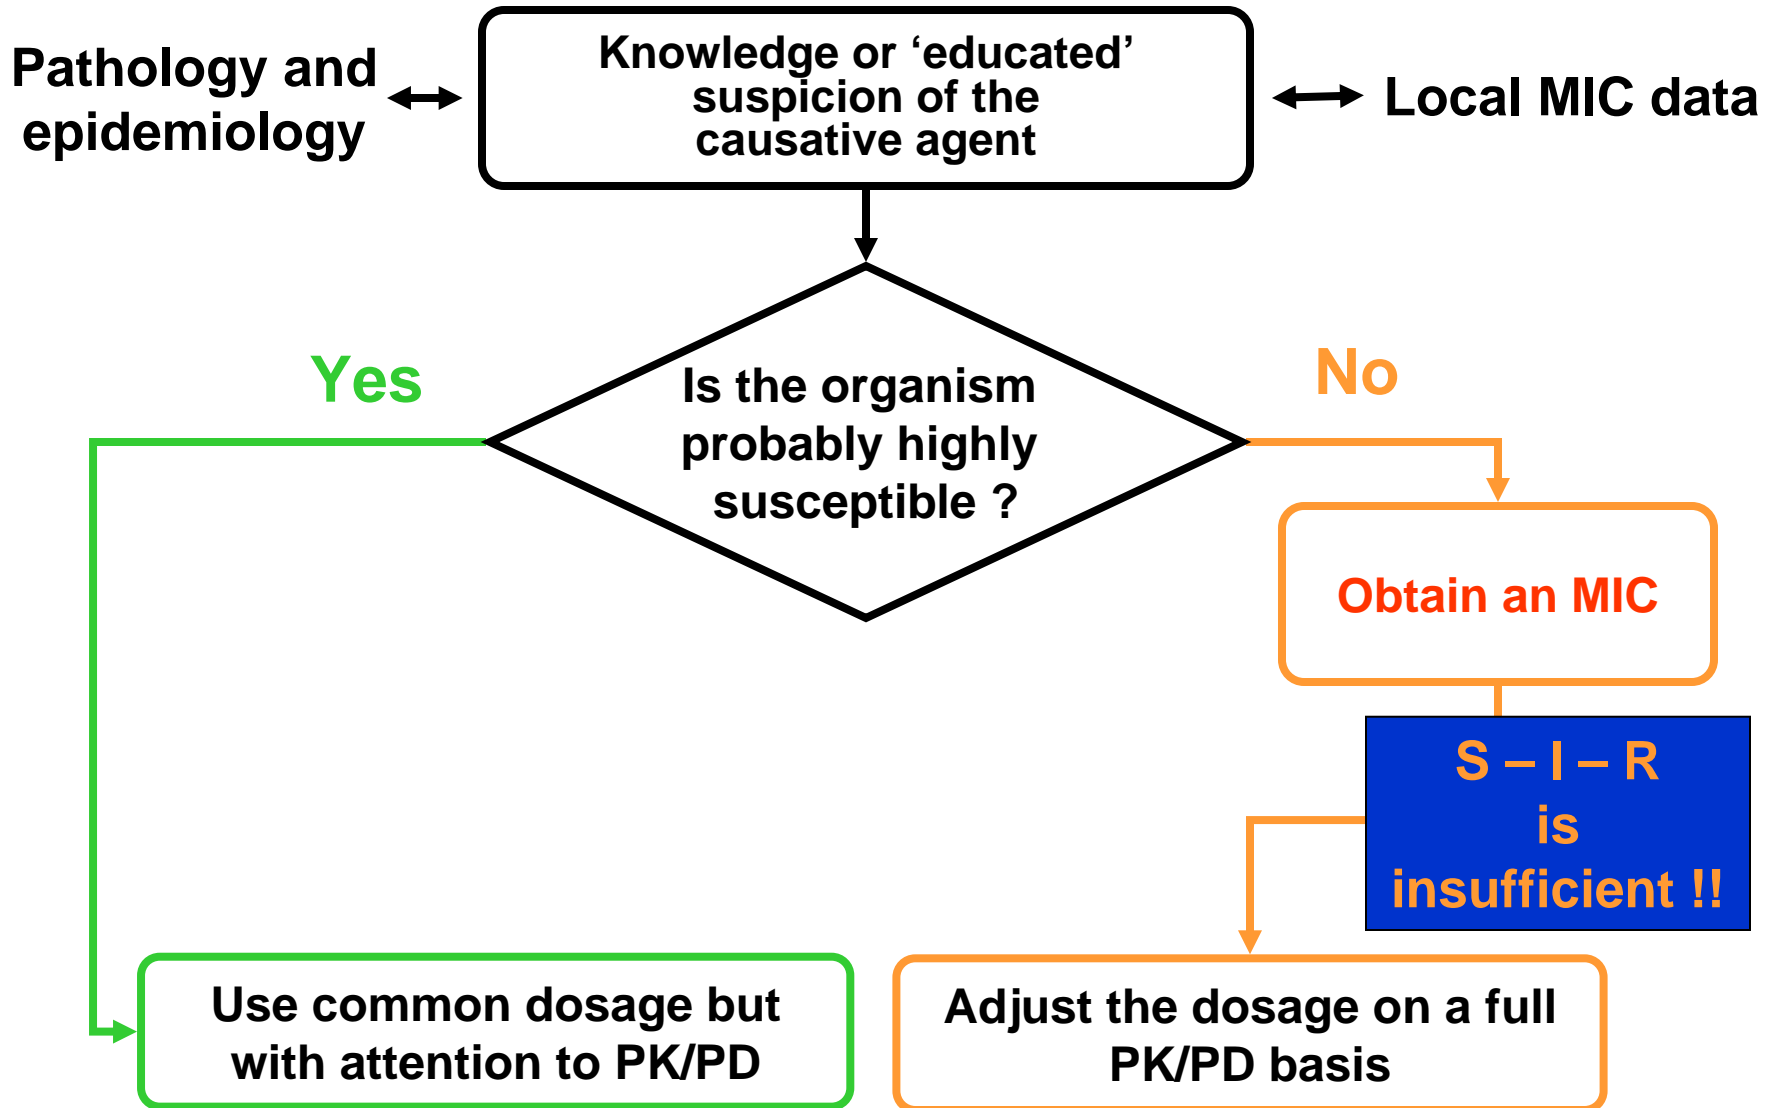 Pathology and
epidemiology
Knowledge or ‘educated’
suspicion of the
causative agent
Local MIC data
Yes
Is the organism
probably highly
susceptible ?
No
Obtain an MIC
S – I – R
is
insufficient !!
Use common dosage but
with attention to PK/PD
Adjust the dosage on a full
PK/PD basis